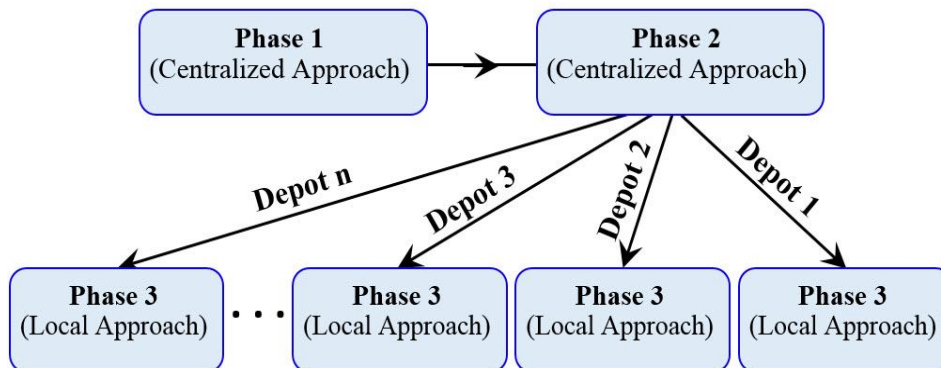 Phase 1
(Centralized Approach)
Phase 2
(Centralized Approach)
Depot n
Depot 3
Depot 2
Depot 1
Phase 3
(Local Approach)
. . .
Phase 3
(Local Approach)
Phase 3
(Local Approach)
Phase 3
(Local Approach)